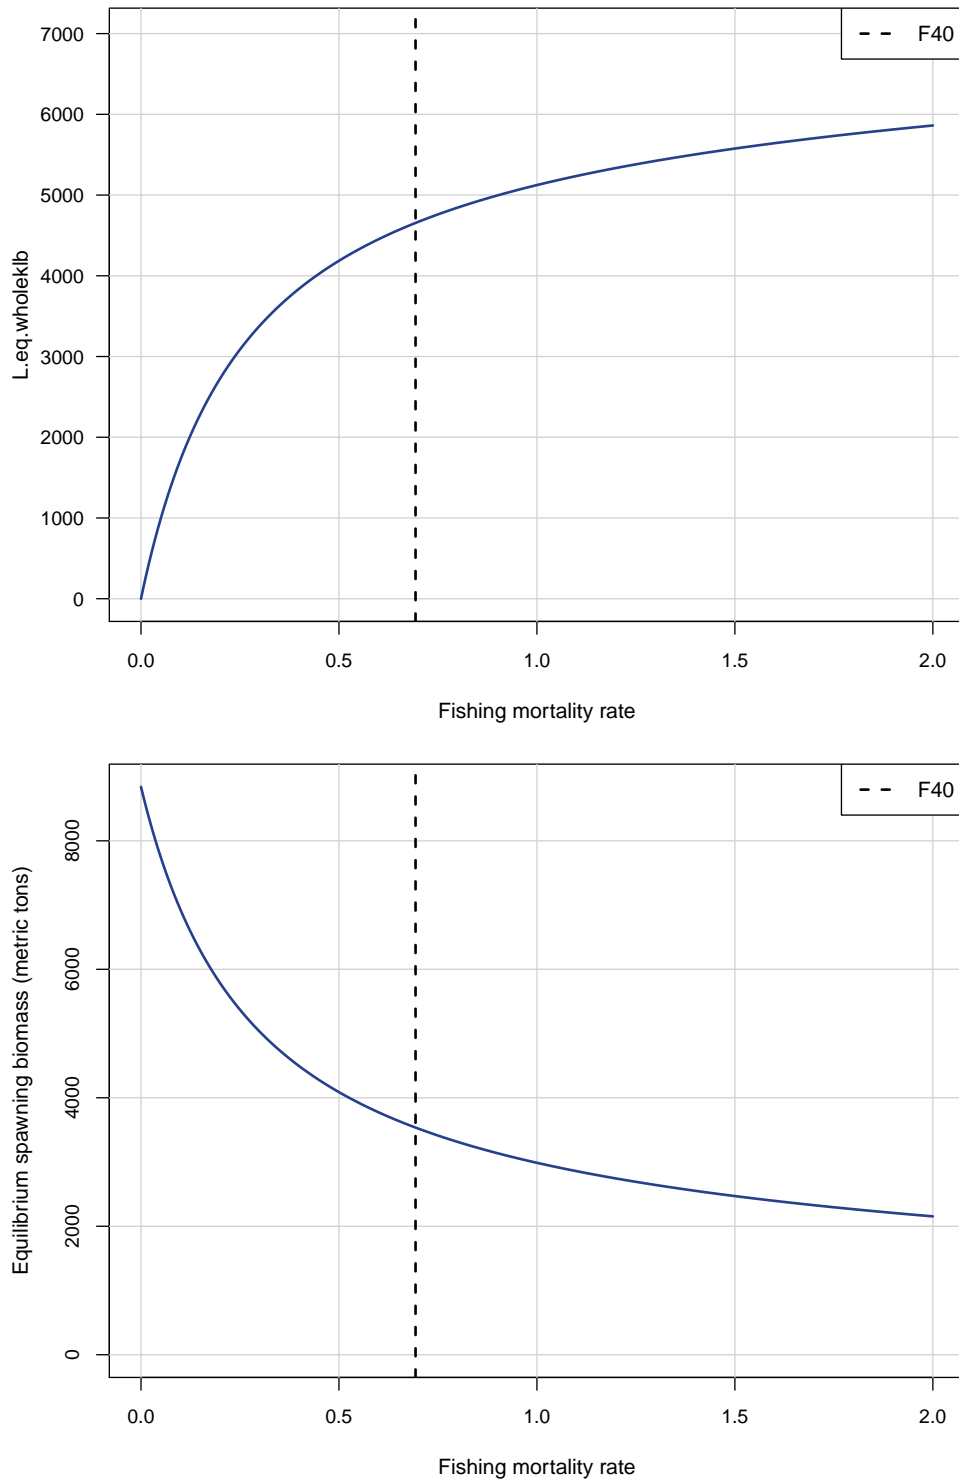 F40
7000
6000
5000
4000
3000
2000
1000
0
L.eq.wholeklb
0.0 0.5 1.0 1.5 2.0
Fishing mortality rate
F40
8000
6000
4000
2000
0
Equilibrium spawning biomass (metric tons)
0.0 0.5 1.0 1.5 2.0
Fishing mortality rate